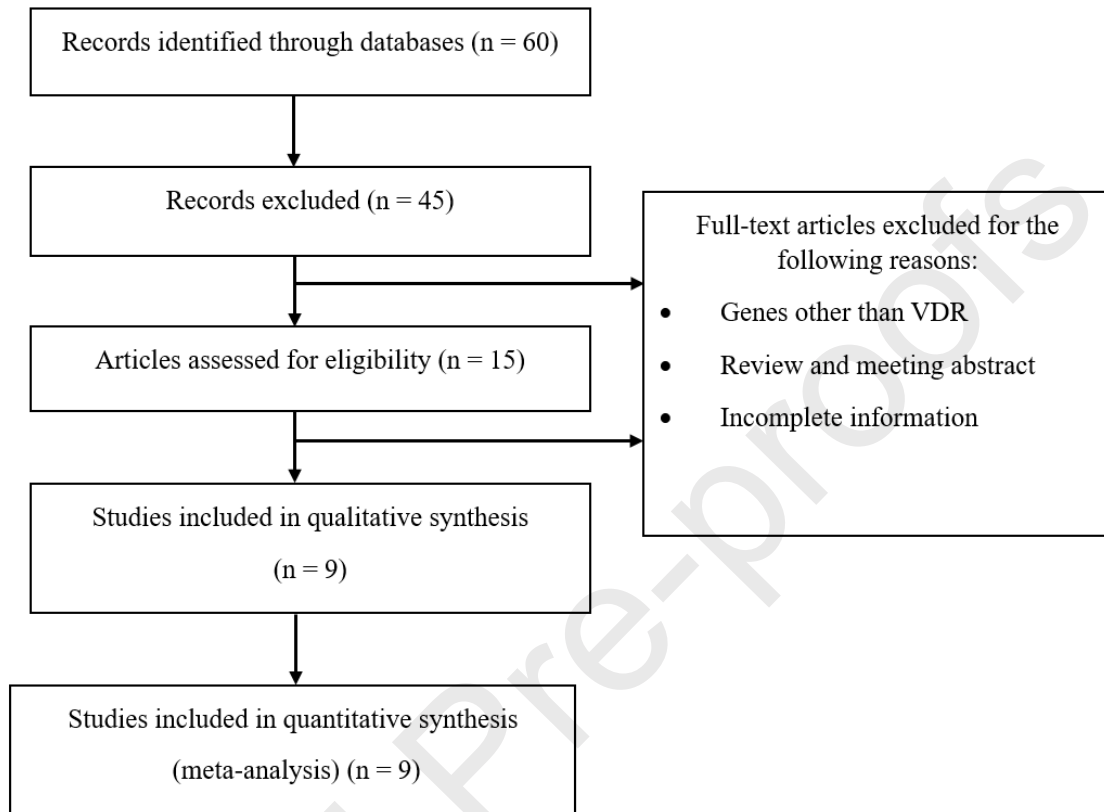 Records identified through databases (n = 60)
Records excluded (n = 45)
Full-text articles excluded for the
following reasons:
• Genes other than VDR
• Review and meeting abstract
• Incomplete information
Articles assessed for eligibility (n = 15)
Studies included in qualitative synthesis
(n = 9)
Studies included in quantitative synthesis
(meta-analysis) (n = 9)
Pre-proofs